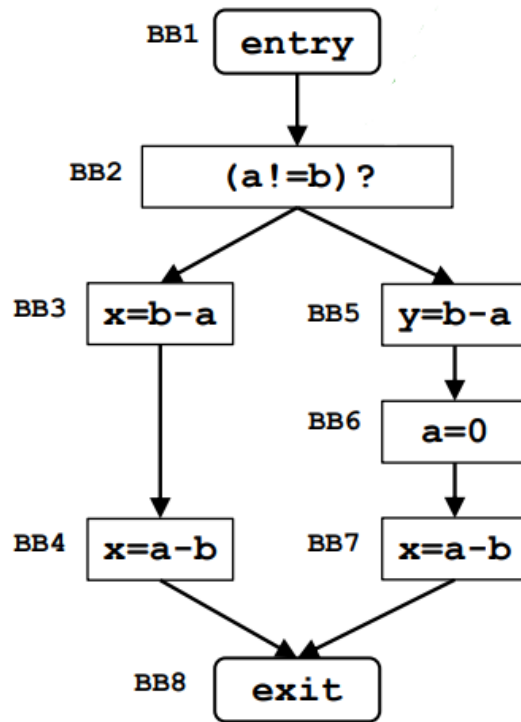 BB1 entry
BB2 (a!=b)?
BB3 x=b-a
BB5 y=b-a
BB6 a=0
BB4 x=a-b
BB7 x=a-b
BB8 exit